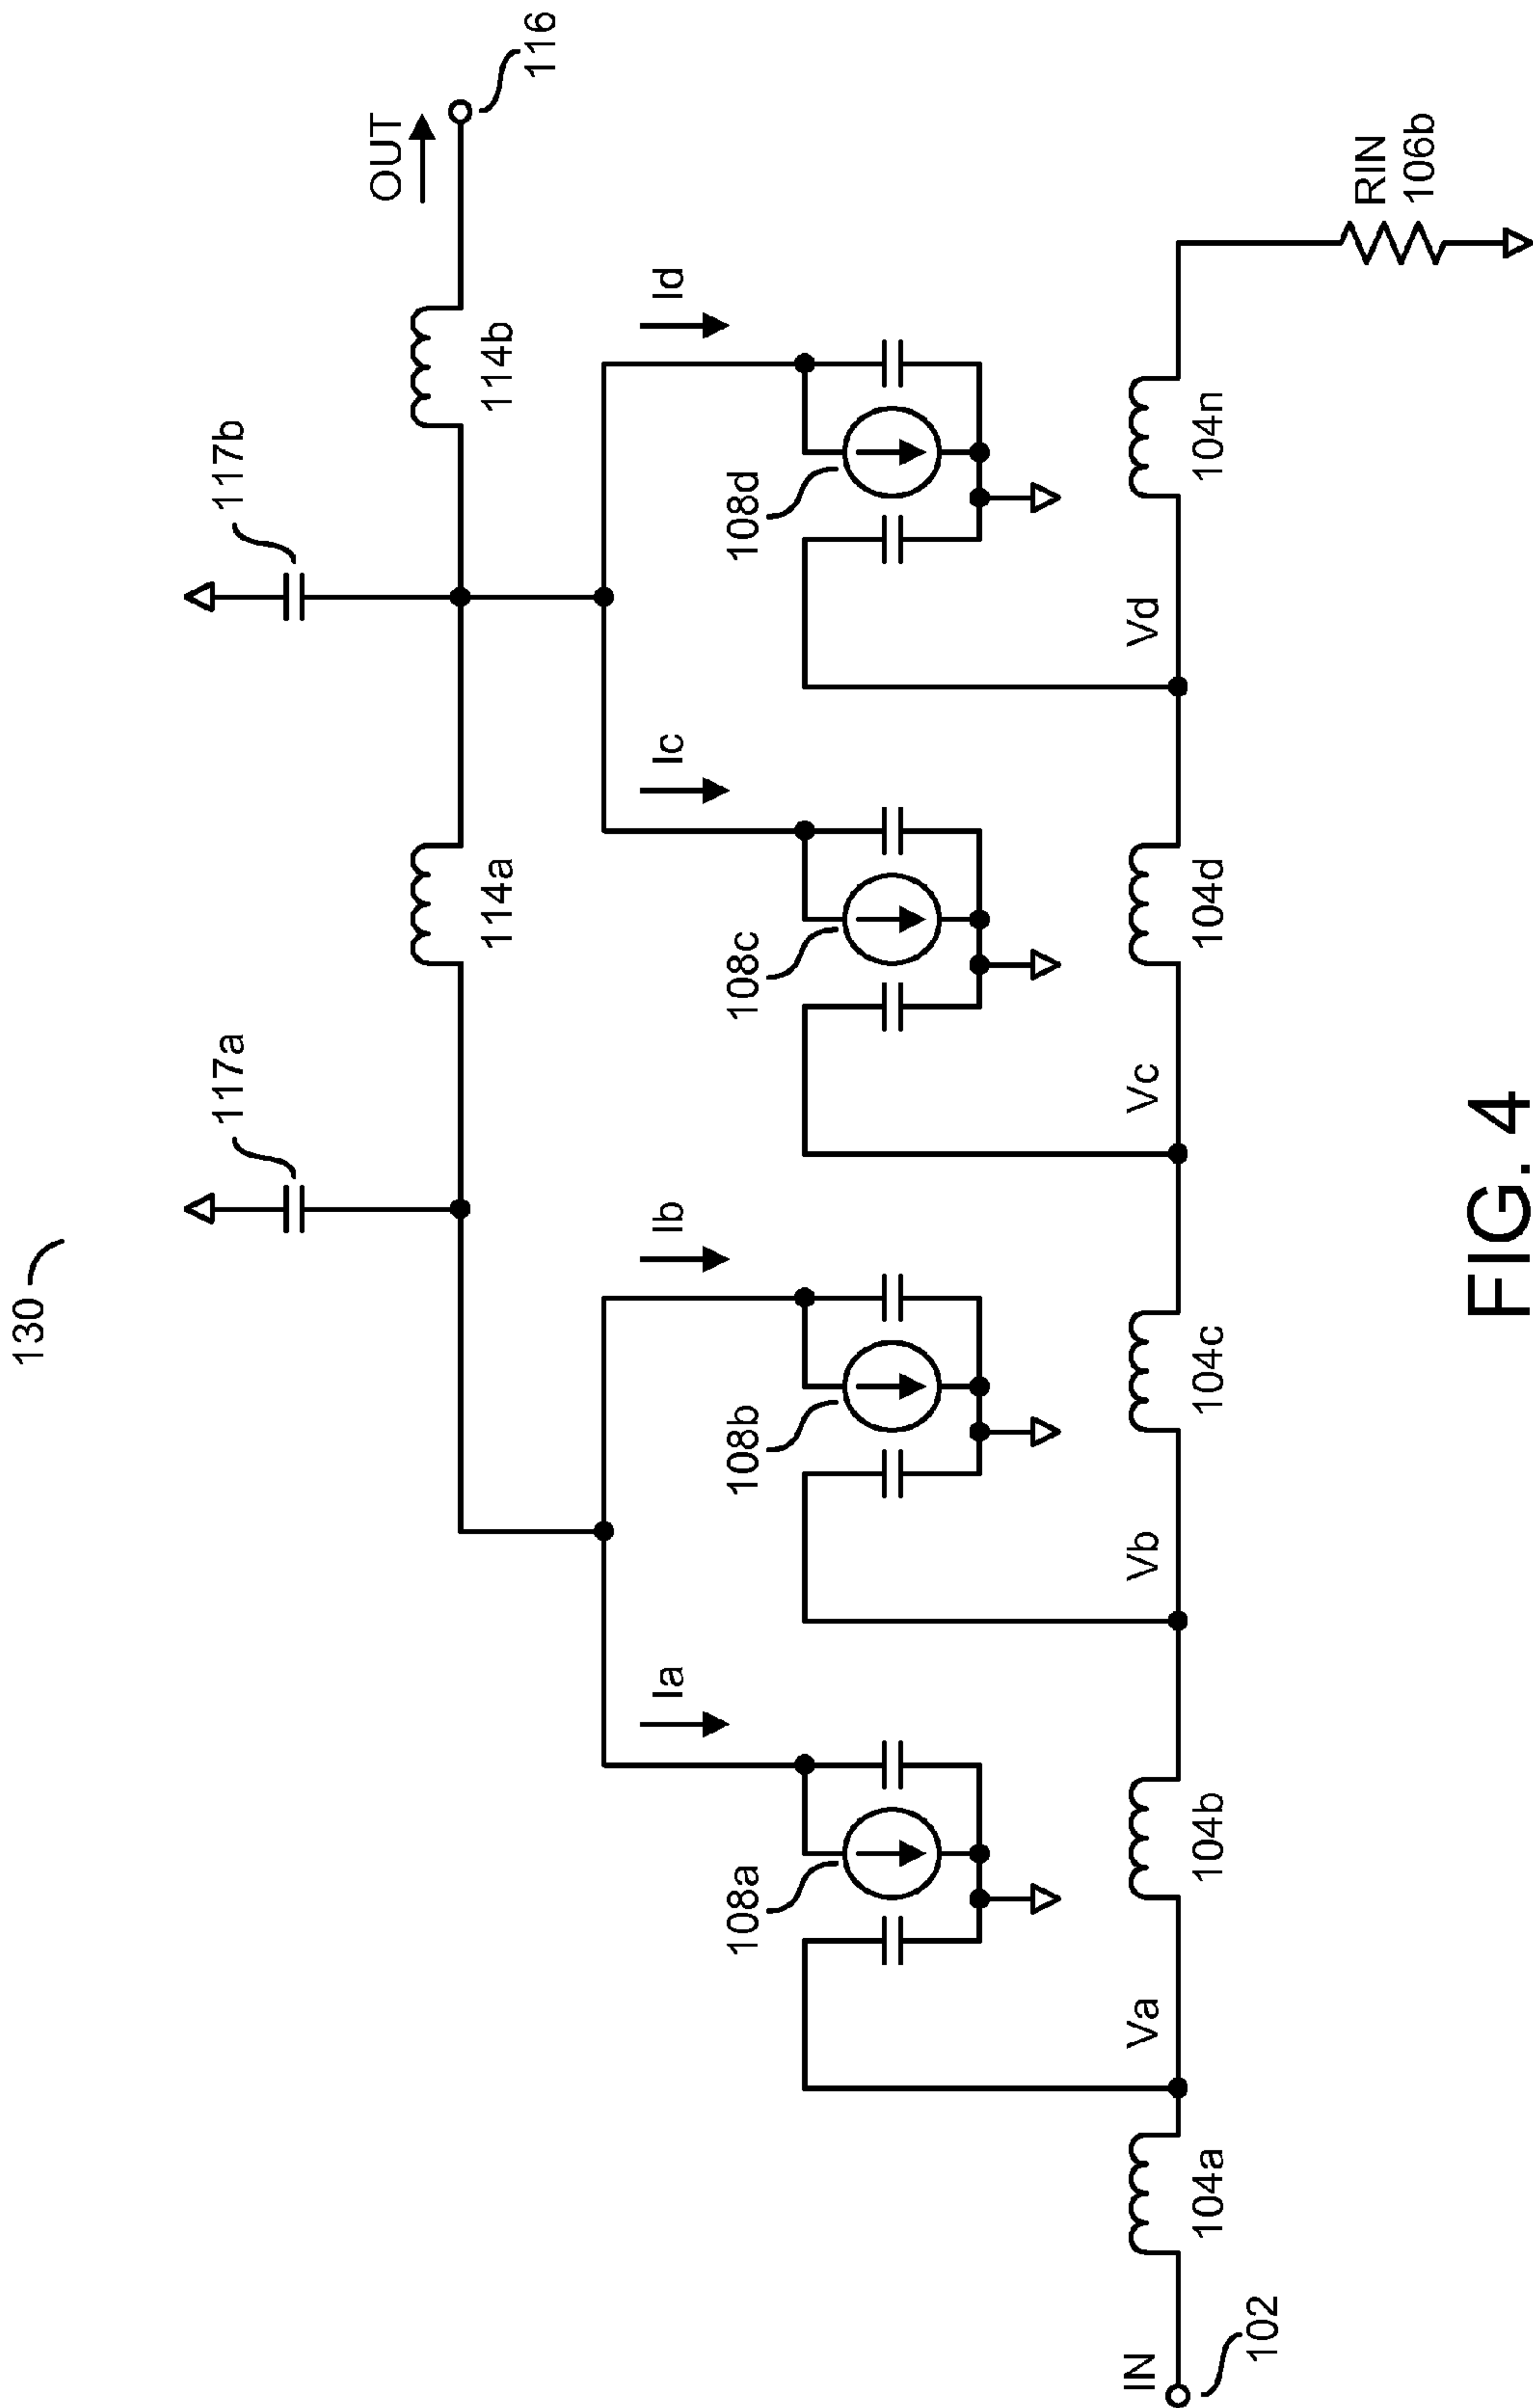 130
117a
117b
OUT
116
114a
114b
Ia
Ib
Ic
Id
108a
108b
108c
108d
Va
Vb
Vc
Vd
IN
102
104a
104b
104c
104d
104n
RIN
106b
FIG. 4